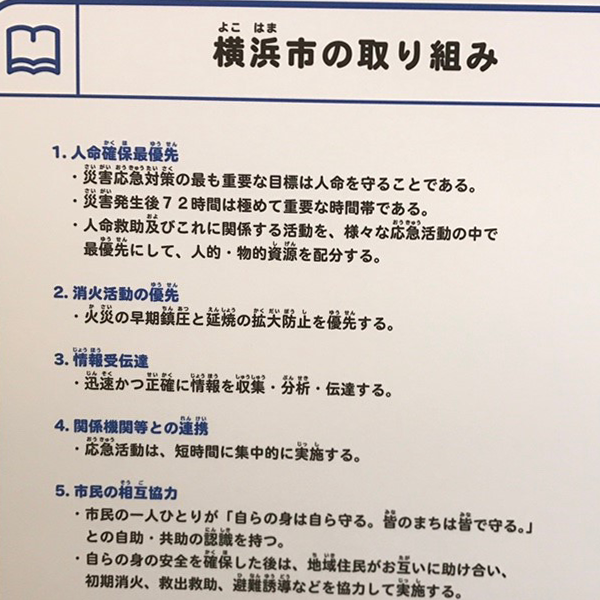 横浜市の取り組み
1. 人命確保最優先
・災害応急対策の最も重要な目標は人命を守ることである。
・災害発生後７２時間は極めて重要な時間帯である。
・人命救助及びこれに関係する活動を、様々な応急活動の中で
最優先にして、人的・物的資源を配分する。
2. 消火活動の優先
・火災の早期鎮圧と延焼の拡大防止を優先する。
3. 情報受伝達
・迅速かつ正確に情報を収集・分析・伝達する。
4. 関係機関等との連携
・応急活動は、短時間に集中的に実施する。
5. 市民の相互協力
・市民の一人ひとりが「自らの身は自ら守る。皆のまちは皆で守る。」
との自助・共助の認識を持つ。
・自らの身の安全を確保した後は、地域住民がお互いに助け合い、
初期消火、救出救助、避難誘導などを協力して実施する。